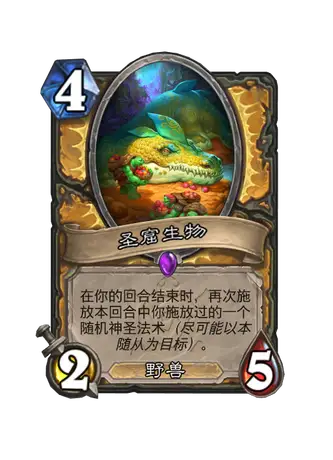 4
圣窟生物
在你的回合结束时，再次施
放本回合中你施放过的一个
随机神圣法术（尽可能以本
随从为目标）。
2
野兽
5